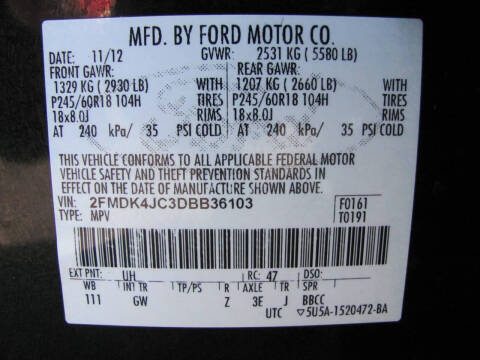 MFD. BY FORD MOTOR CO.
DATE: 11/12 GVWR: 2531 KG ( 5580 LB)
FRONT GAWR: REAR GAWR:
1329 KG ( 2930 LB) WITH 1207 KG ( 2660 LB) WITH
P245/60R18 104H TIRES P245/60R18 104H TIRES
18x8.0J RIMS 18x8.0J RIMS
AT 240 kPa/ 35 PSI COLD AT 240 kPa/ 35 PSI COLD
THIS VEHICLE CONFORMS TO ALL APPLICABLE FEDERAL MOTOR
VEHICLE SAFETY AND THEFT PREVENTION STANDARDS IN
EFFECT ON THE DATE OF MANUFACTURE SHOWN ABOVE.
VIN: 2FMDK4JC3DBB36103 F0161
TYPE: MPV T0191
EXT PNT: UH RC: 47 DSO:
WB INT TR TP/PS R AXLE TR SPR
111 GW Z 3E J BBCC
UTC ▽5U5A-1520472-BA